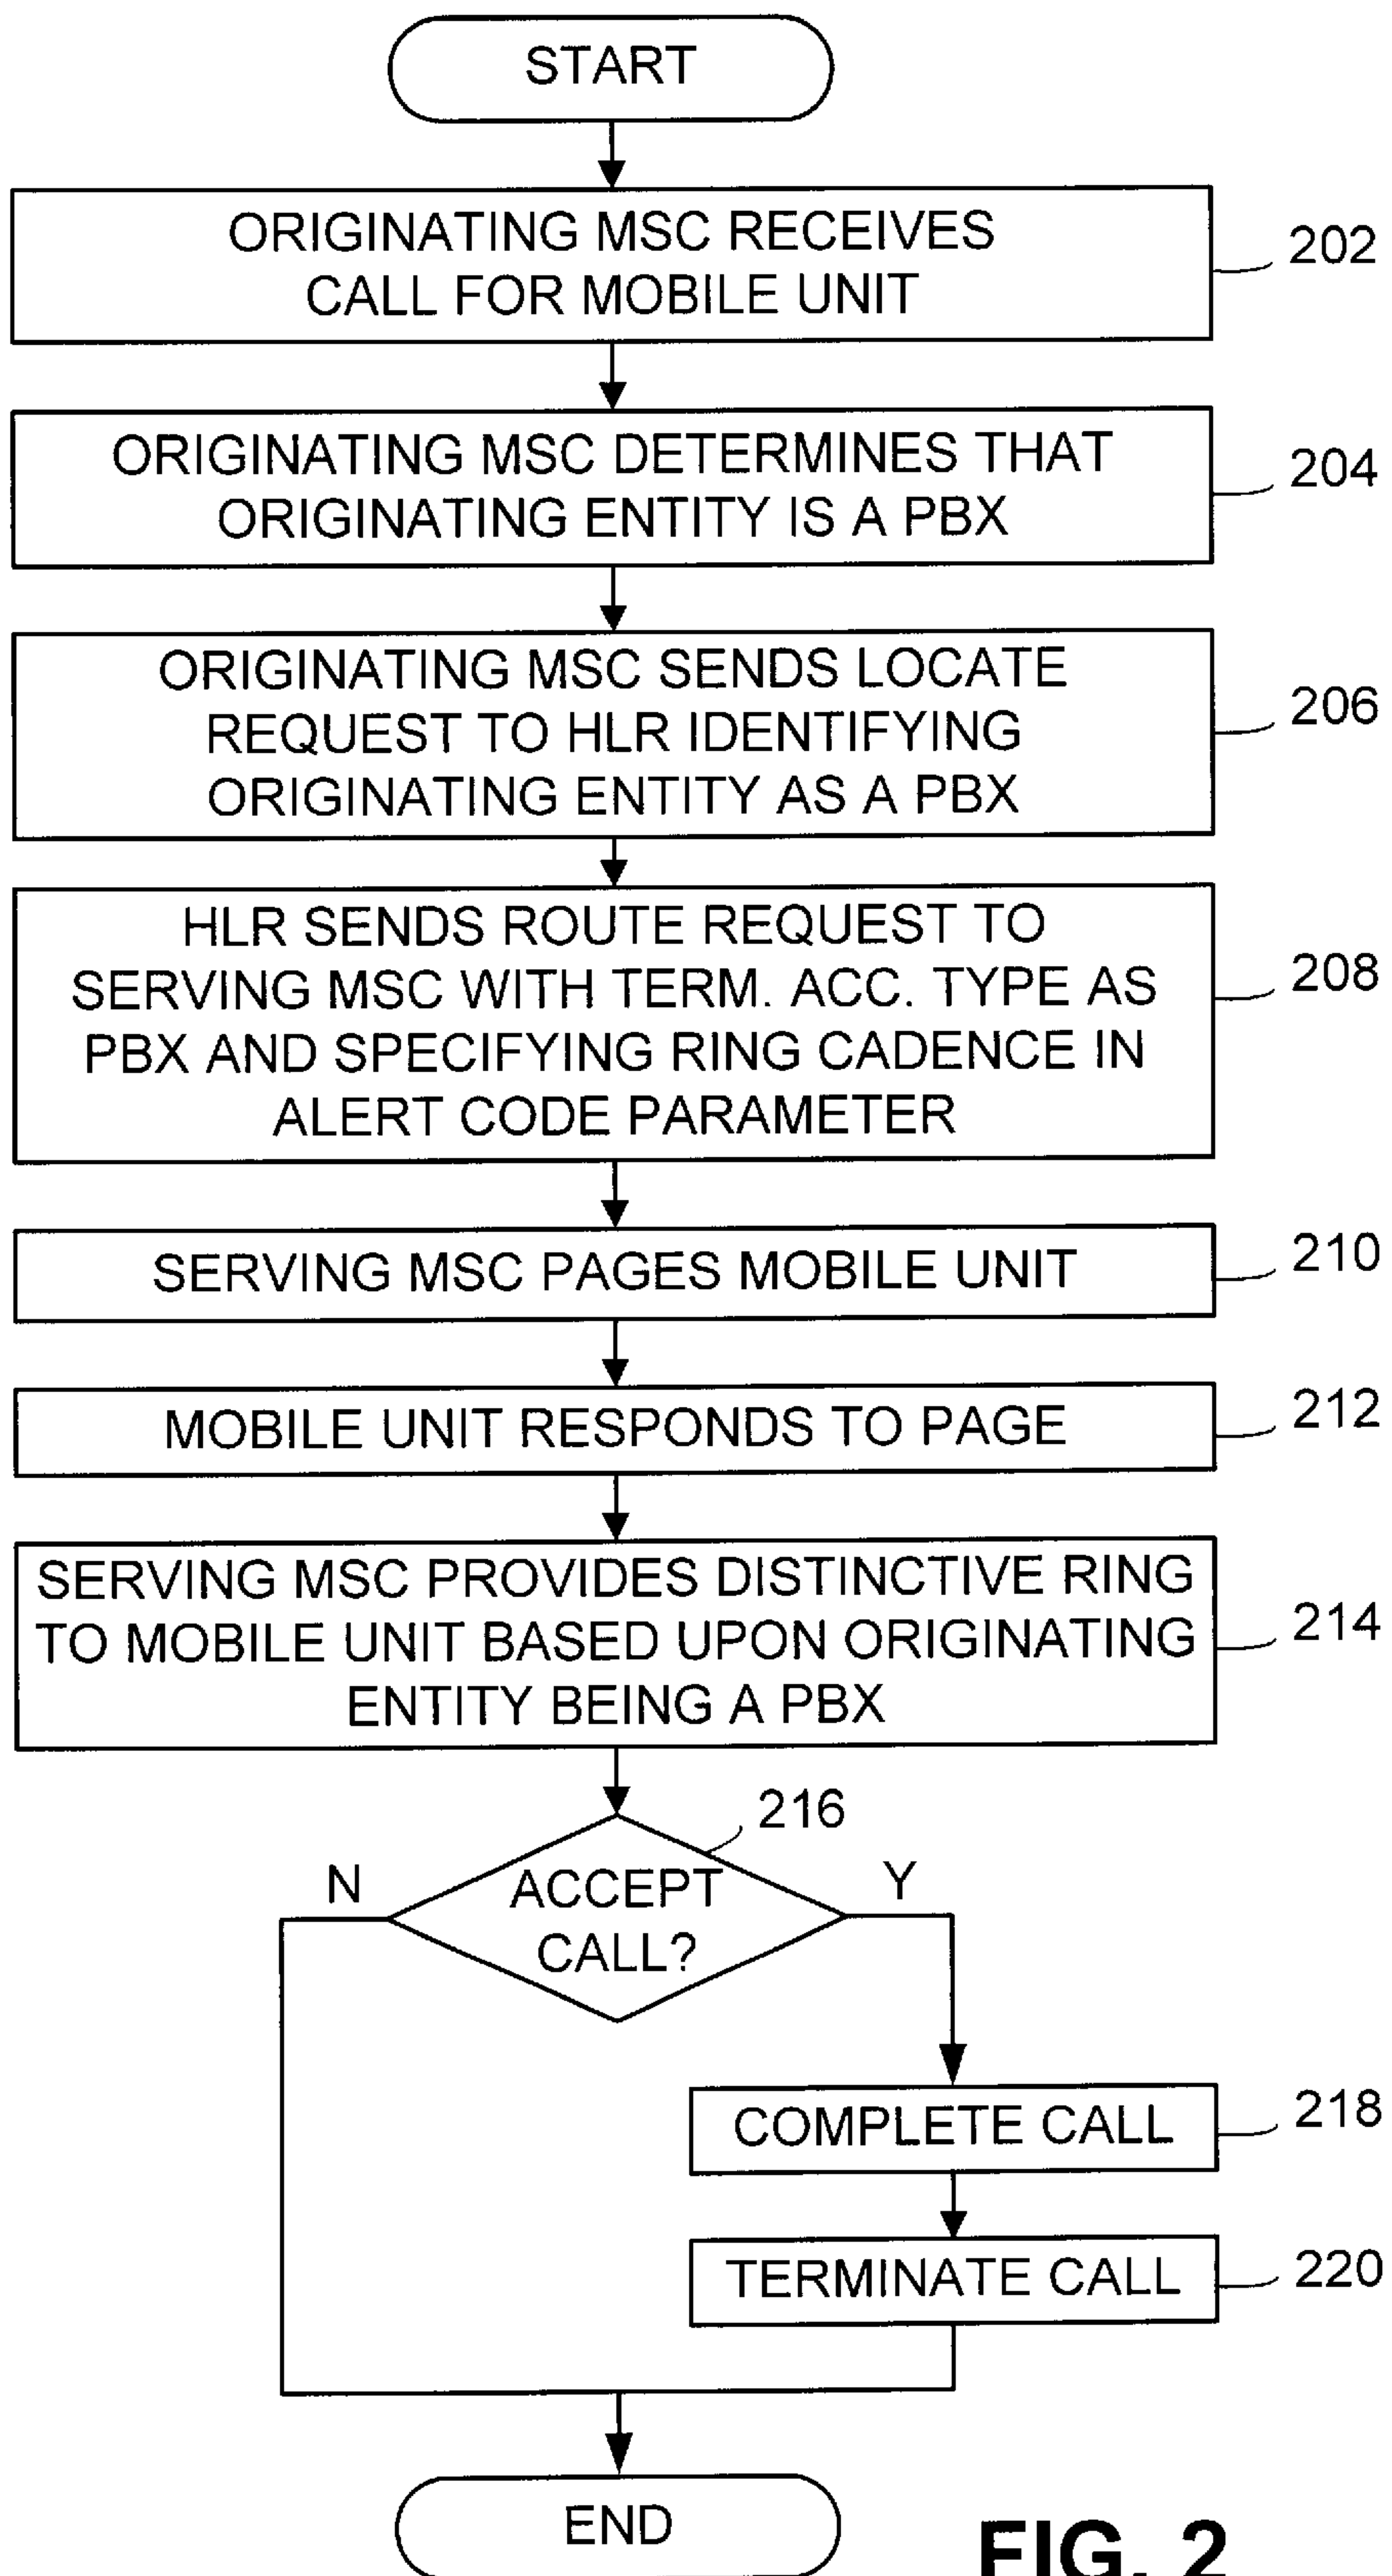 START
ORIGINATING MSC RECEIVES
CALL FOR MOBILE UNIT
202
ORIGINATING MSC DETERMINES THAT
ORIGINATING ENTITY IS A PBX
204
ORIGINATING MSC SENDS LOCATE
REQUEST TO HLR IDENTIFYING
ORIGINATING ENTITY AS A PBX
206
HLR SENDS ROUTE REQUEST TO
SERVING MSC WITH TERM. ACC. TYPE AS
PBX AND SPECIFYING RING CADENCE IN
ALERT CODE PARAMETER
208
SERVING MSC PAGES MOBILE UNIT
210
MOBILE UNIT RESPONDS TO PAGE
212
SERVING MSC PROVIDES DISTINCTIVE RING
TO MOBILE UNIT BASED UPON ORIGINATING
ENTITY BEING A PBX
214
216
N
ACCEPT
CALL?
Y
COMPLETE CALL
218
TERMINATE CALL
220
END
FIG. 2